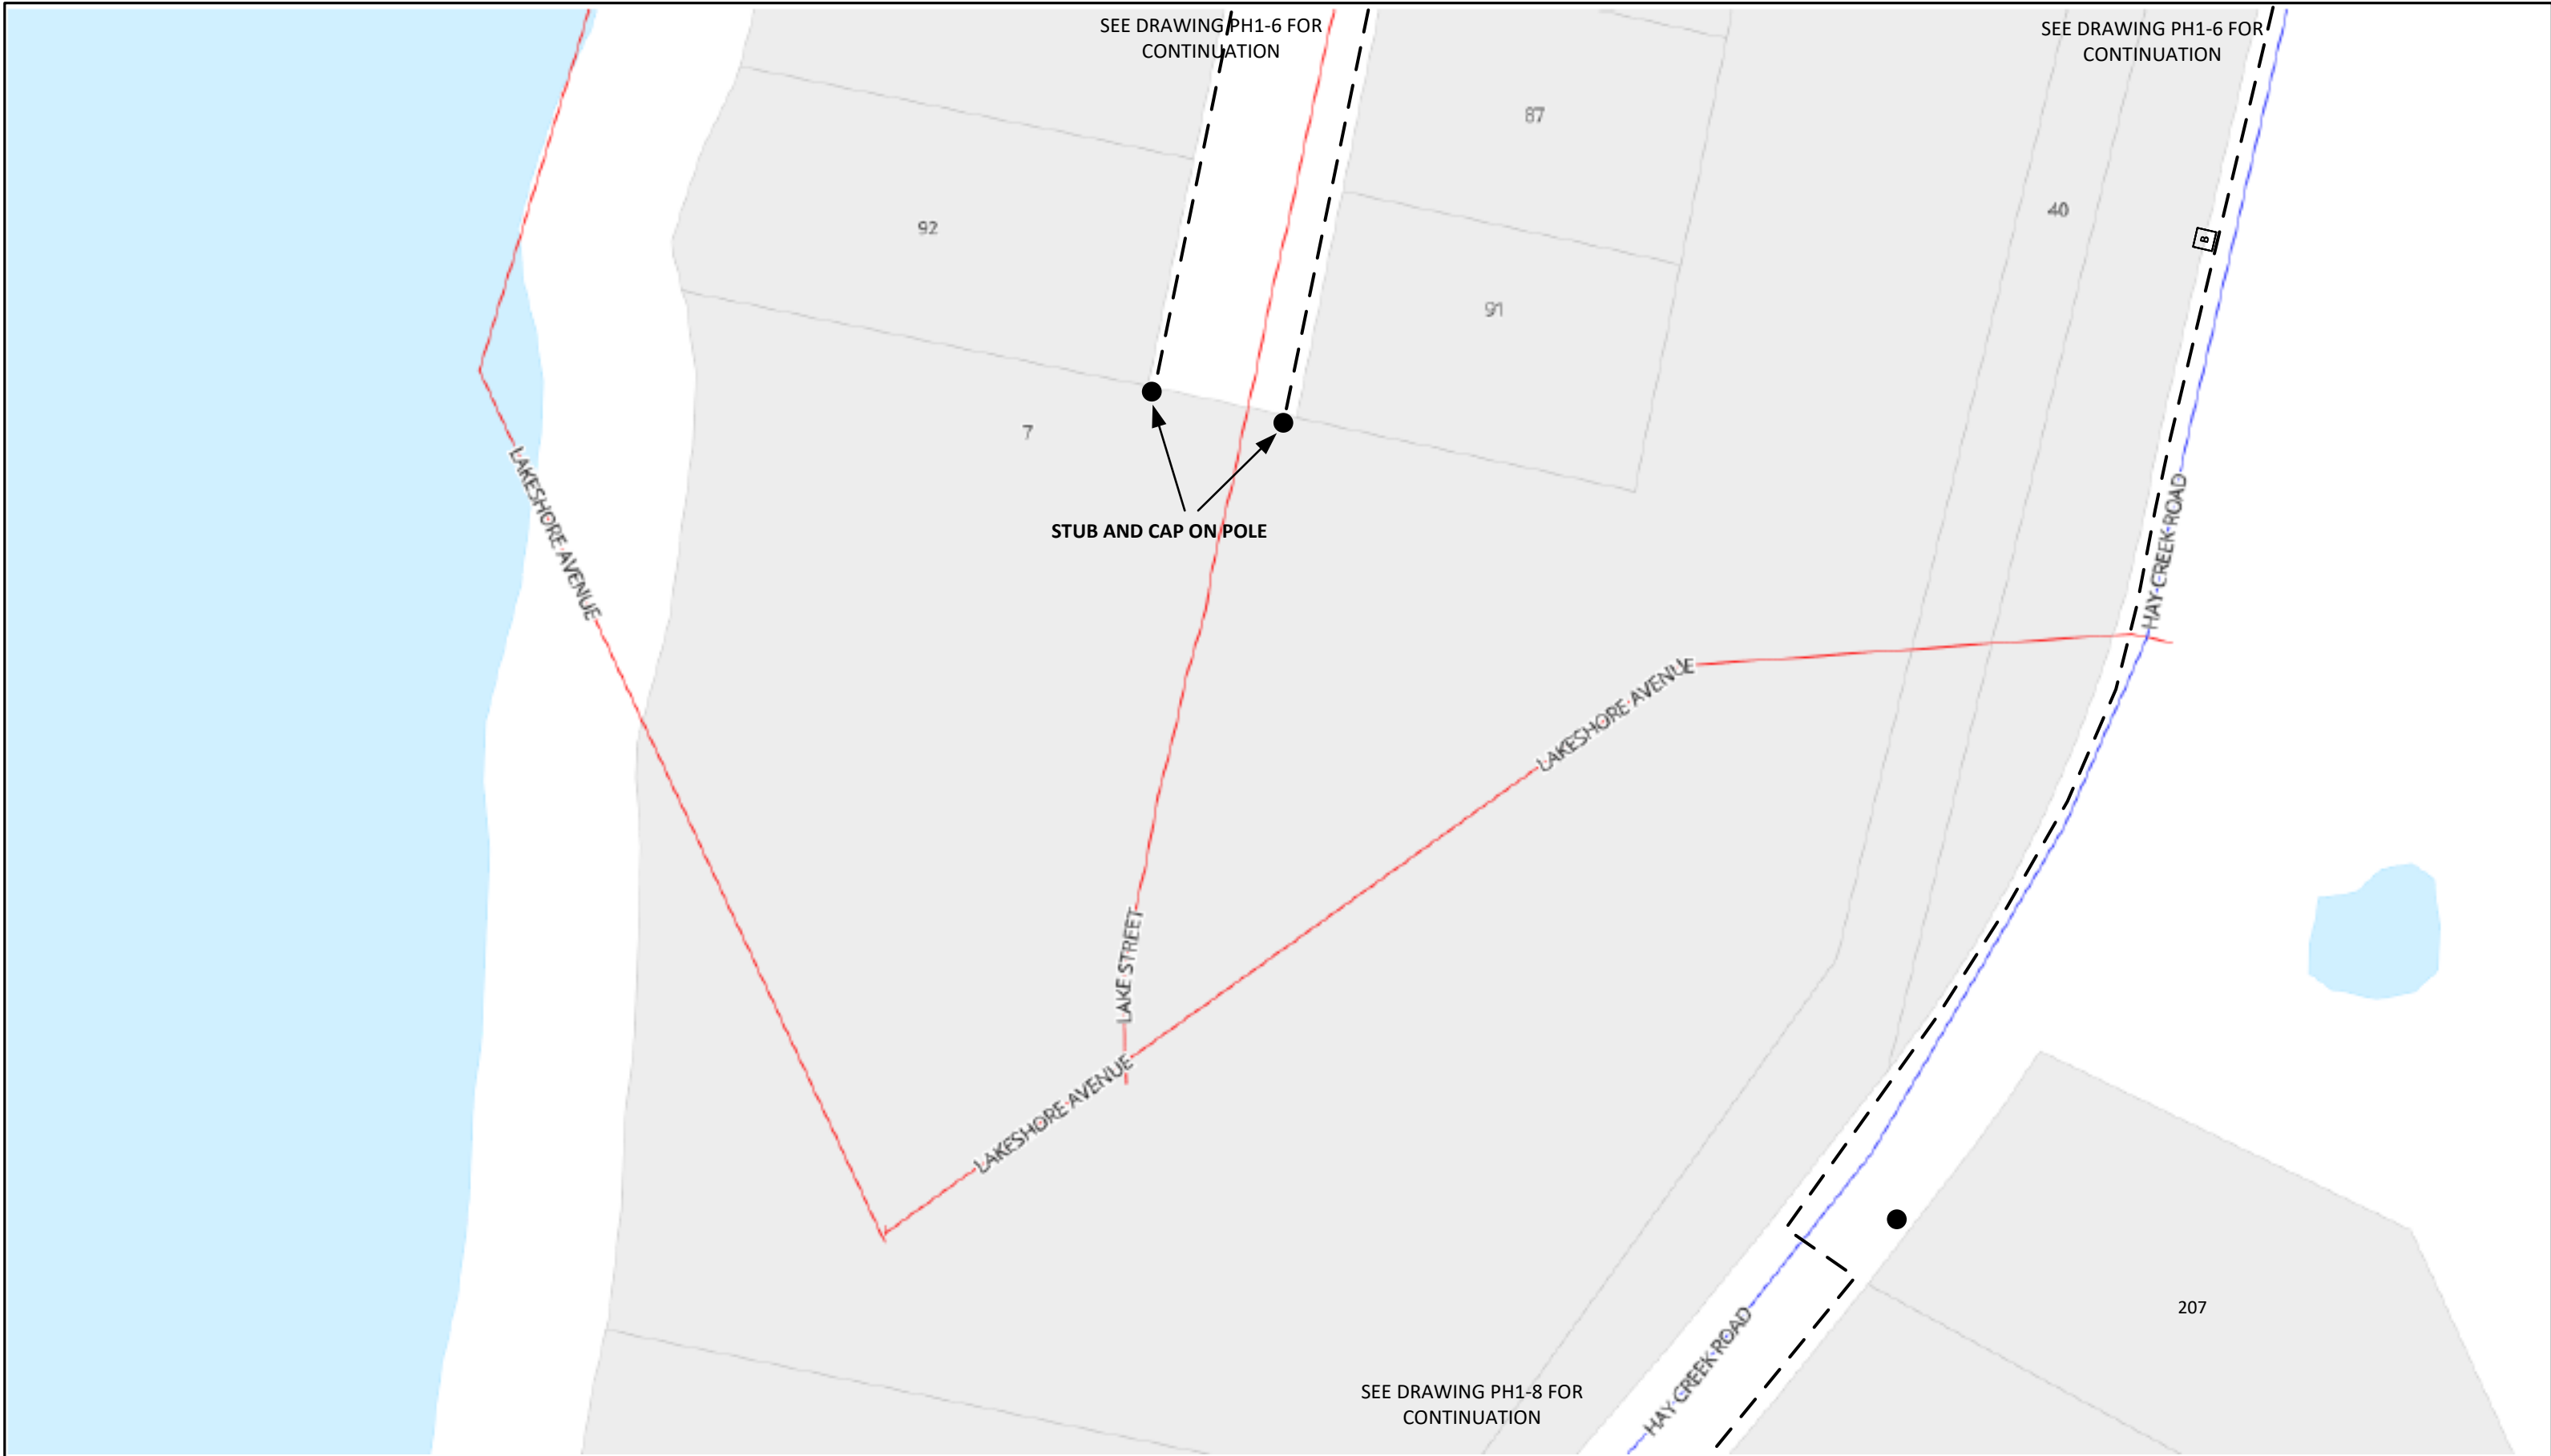 SEE DRAWING PH1-6 FOR
CONTINUATION
SEE DRAWING PH1-6 FOR
CONTINUATION
87
92
40
B
91
7
LAKESHORE AVENUE
STUB AND CAP ON POLE
HAY CREEK ROAD
LAKESHORE AVENUE
LAKE STREET
LAKESHORE AVENUE
207
HAY CREEK ROAD
SEE DRAWING PH1-8 FOR
CONTINUATION